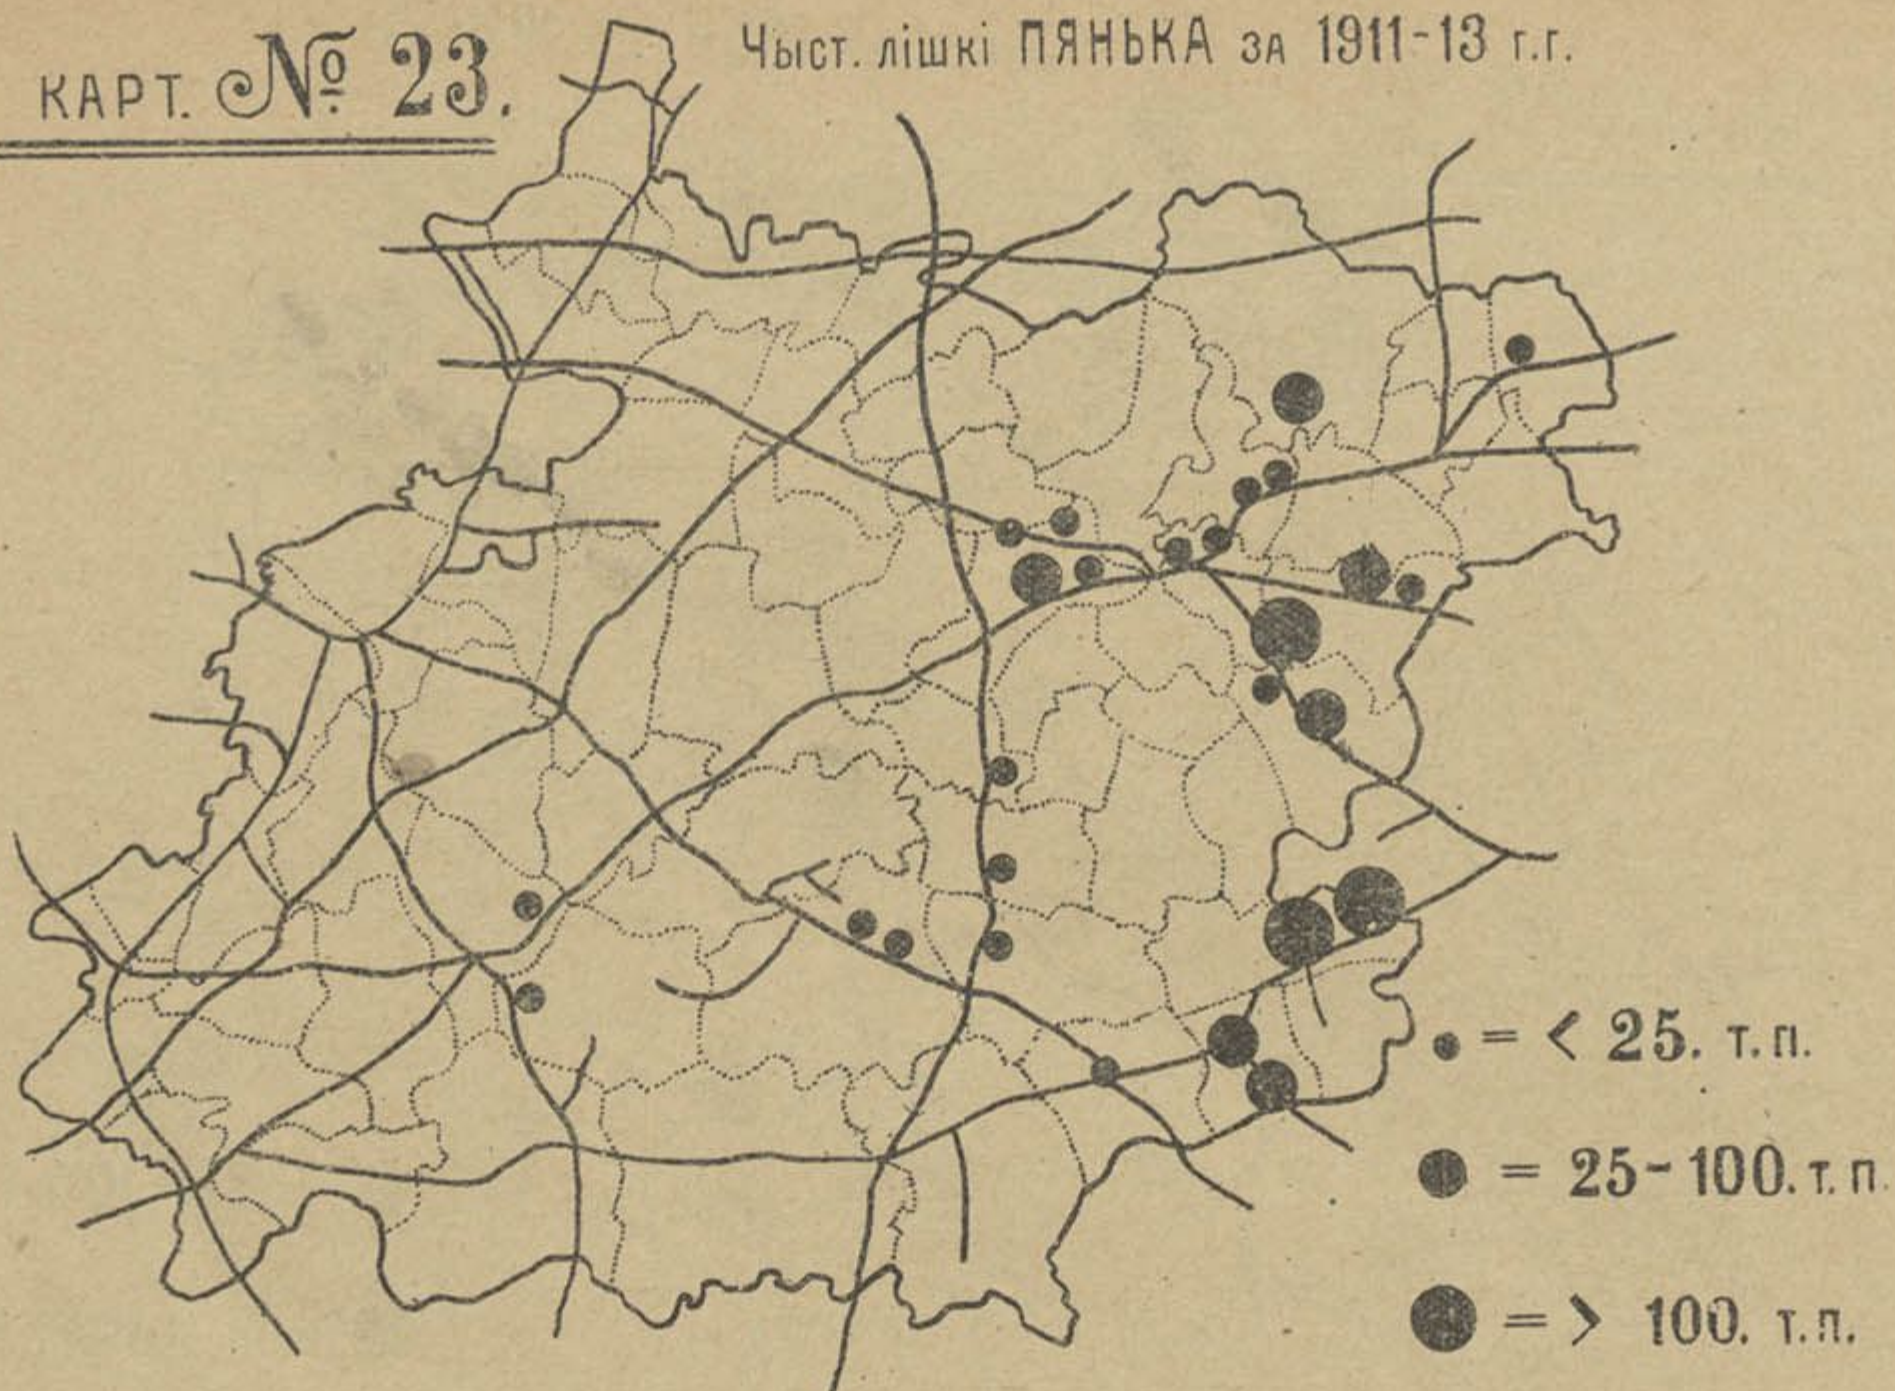 КАРТ. № 23.
Чыст. лішкі ПЯНЬКА ЗА 1911-13 г.г.
= < 25. т.п.
= 25-100. т.п.
= > 100. т.п.